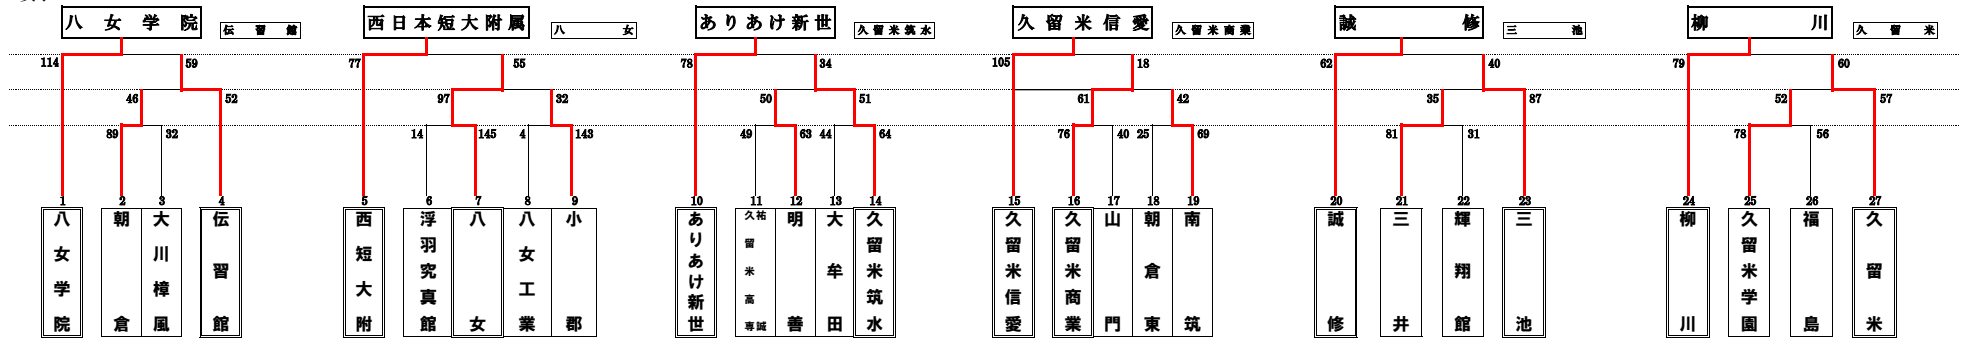 八女学院 伝習館 西日本短大附属 八女 ありあけ新世 久留米筑水 久留米信愛 久留米商業 誠修 三池 柳川 久留米
114 59 77 55 78 34 105 18 62 40 79 60
46 52 97 32 50 51 61 42 35 87 52 57
89 32 14 145 4 143 49 63 44 64 76 40 25 69 81 31 78 56
1 2 3 4 5 6 7 8 9 10 11 12 13 14 15 16 17 18 19 20 21 22 23 24 25 26 27
八女学院
朝倉
大川樟風
伝習館
西短大附
浮羽究真館
八女
八女工業
小郡
ありあけ新世
祐誠
久留米高専
明善
大牟田
久留米筑水
久留米信愛
久留米商業
山門
朝倉東
南筑
誠修
三井
輝翔館
三池
柳川
久留米学園
福島
久留米